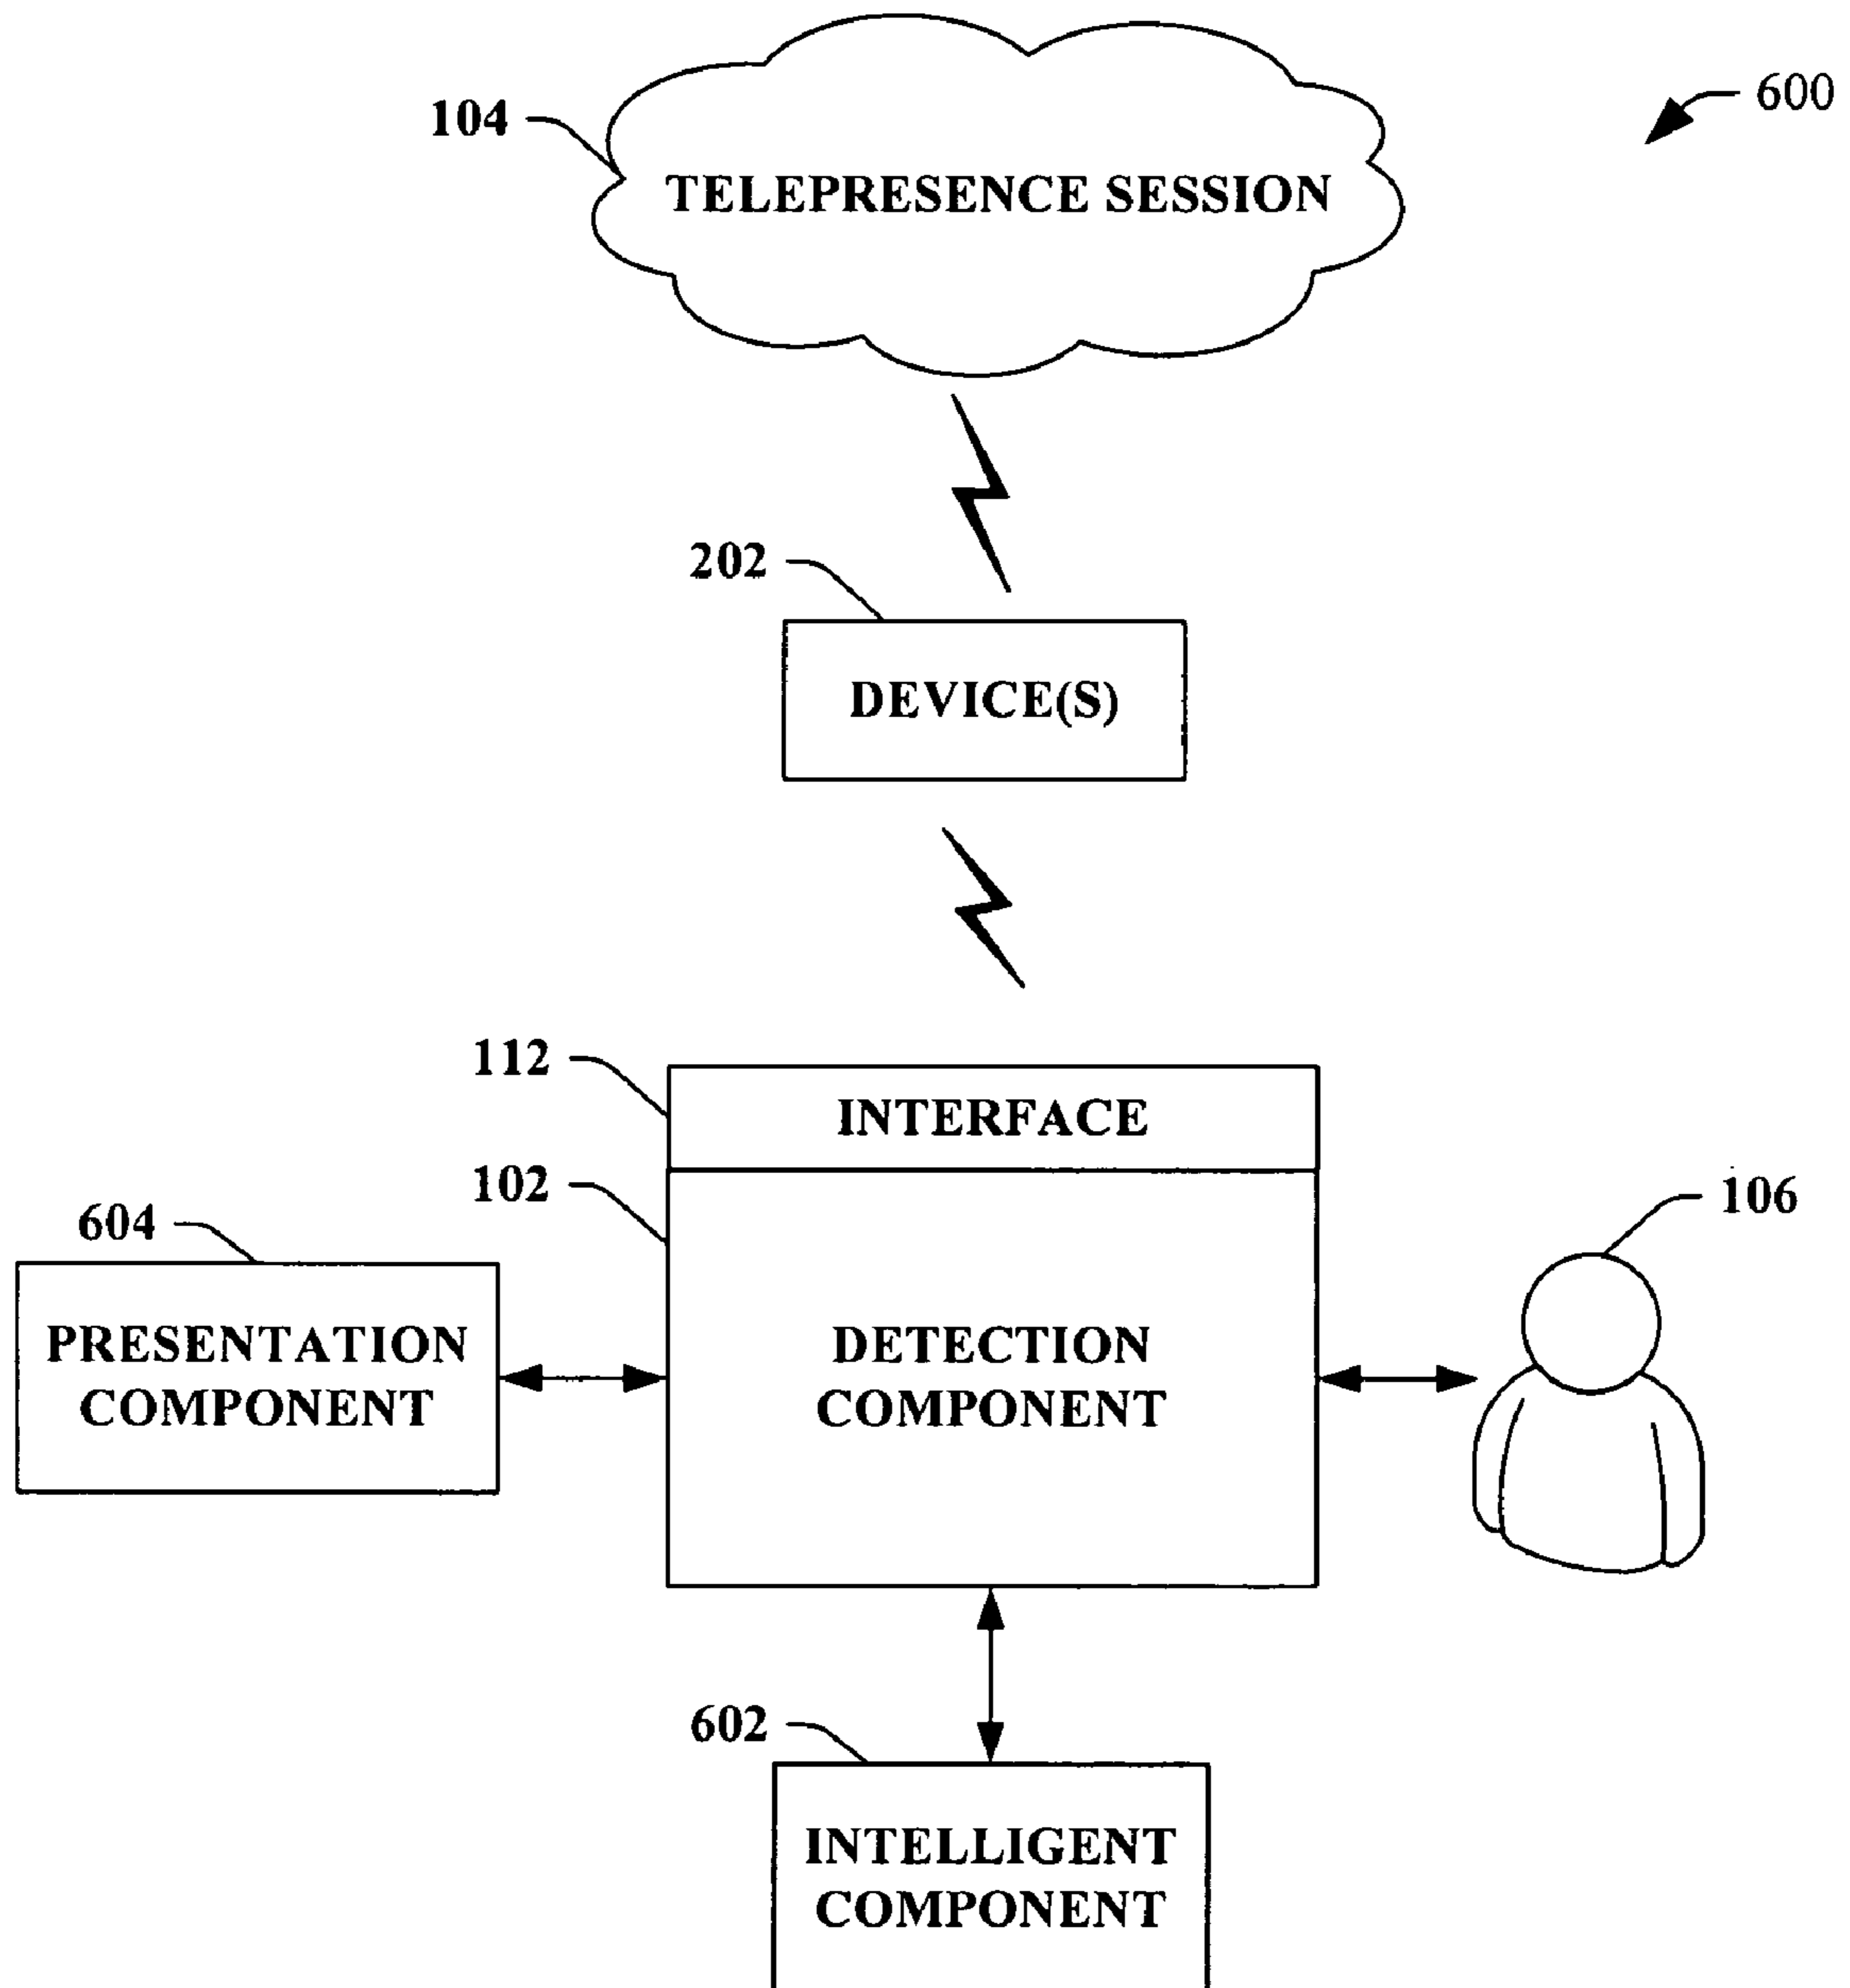 600
104
TELEPRESENCE SESSION
202
DEVICE(S)
112
INTERFACE
102
604
106
PRESENTATION
COMPONENT
DETECTION
COMPONENT
602
INTELLIGENT
COMPONENT